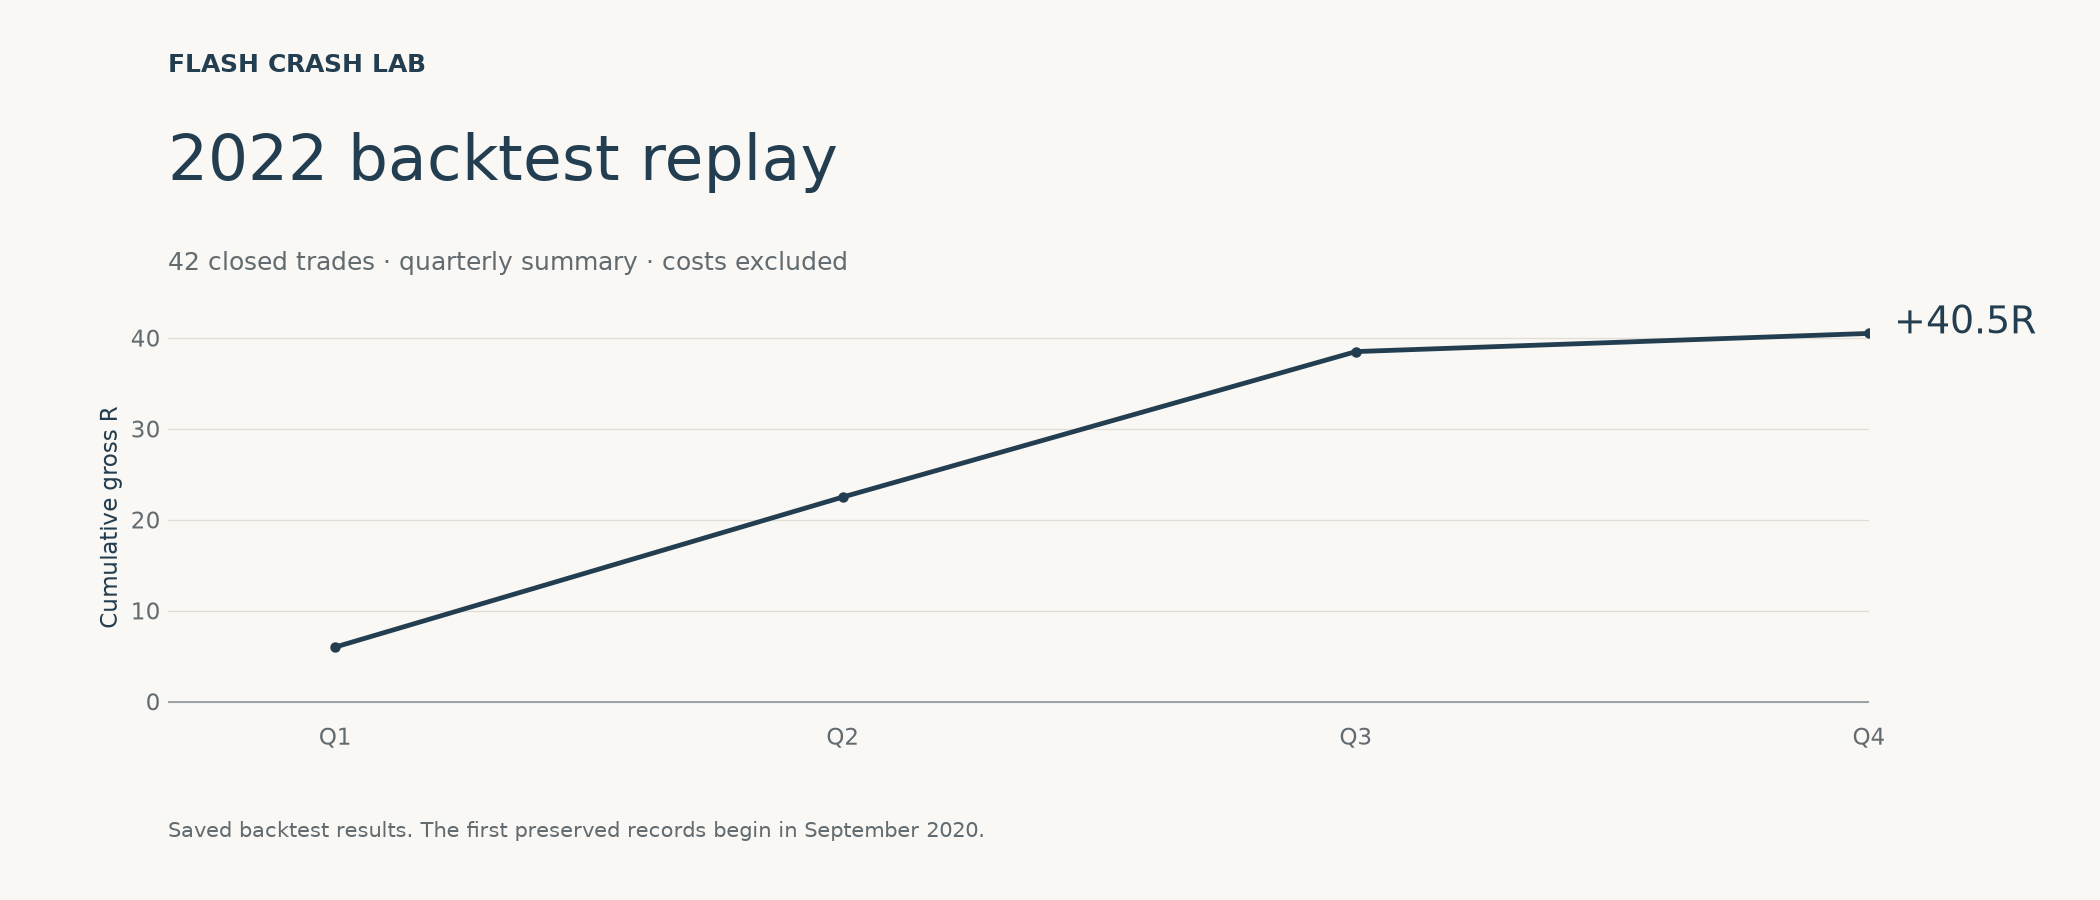 FLASH CRASH LAB
2022 backtest replay
42 closed trades · quarterly summary · costs excluded
+40.5R
40
30
20
10
0
Cumulative gross R
Q1
Q2
Q3
Q4
Saved backtest results. The first preserved records begin in September 2020.